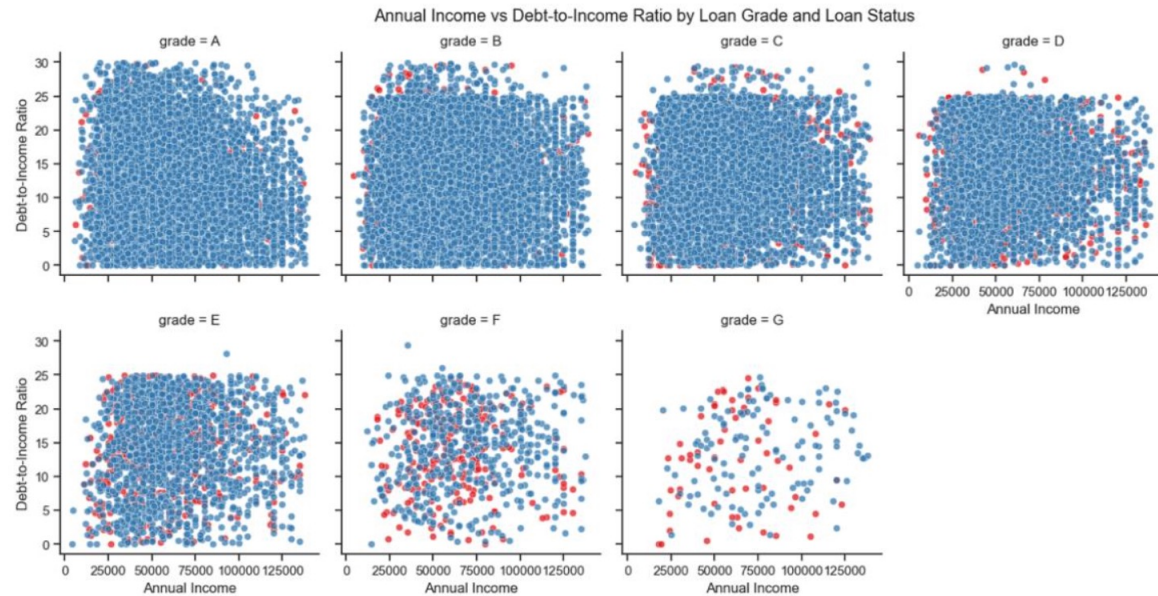 Annual Income vs Debt-to-Income Ratio by Loan Grade and Loan Status
grade = A
grade = B
grade = C
grade = D
Debt-to-Income Ratio
30
25
20
15
10
5
0
0 25000 50000 75000 100000 125000
Annual Income
grade = E
grade = F
grade = G
Debt-to-Income Ratio
30
25
20
15
10
5
0
0 25000 50000 75000 100000 125000
0 25000 50000 75000 100000 125000
0 25000 50000 75000 100000 125000
Annual Income
Annual Income
Annual Income